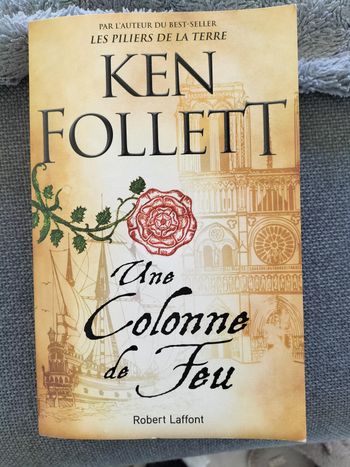 PAR L'AUTEUR DU BEST-SELLER
LES PILIERS DE LA TERRE
KEN
FOLLETT
Une
Colonne
de Feu
Robert Laffont